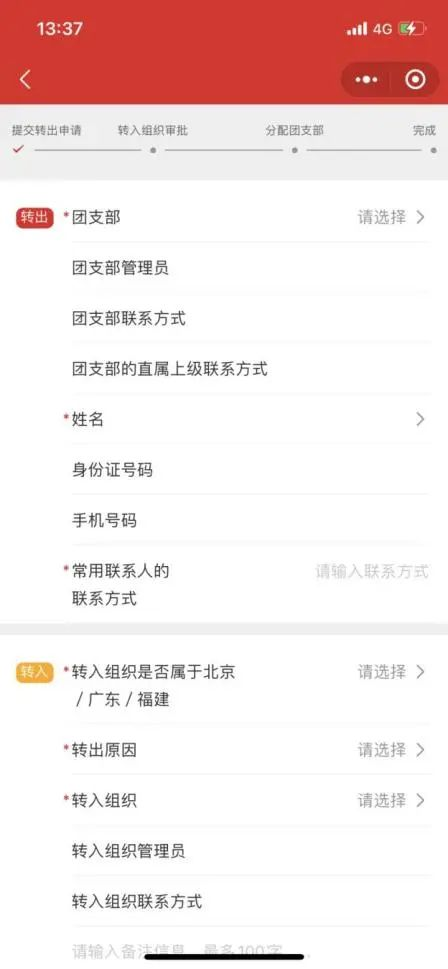 13:37
4G
提交转出申请 转入组织审批 分配团支部 完成
转出 *团支部 请选择
团支部管理员
团支部联系方式
团支部的直属上级联系方式
*姓名
身份证号码
手机号码
*常用联系人的 请输入联系方式
联系方式
转入 *转入组织是否属于北京 请选择
/广东/福建
*转出原因 请选择
*转入组织 请选择
转入组织管理员
转入组织联系方式
请输入备注信息，最多100字